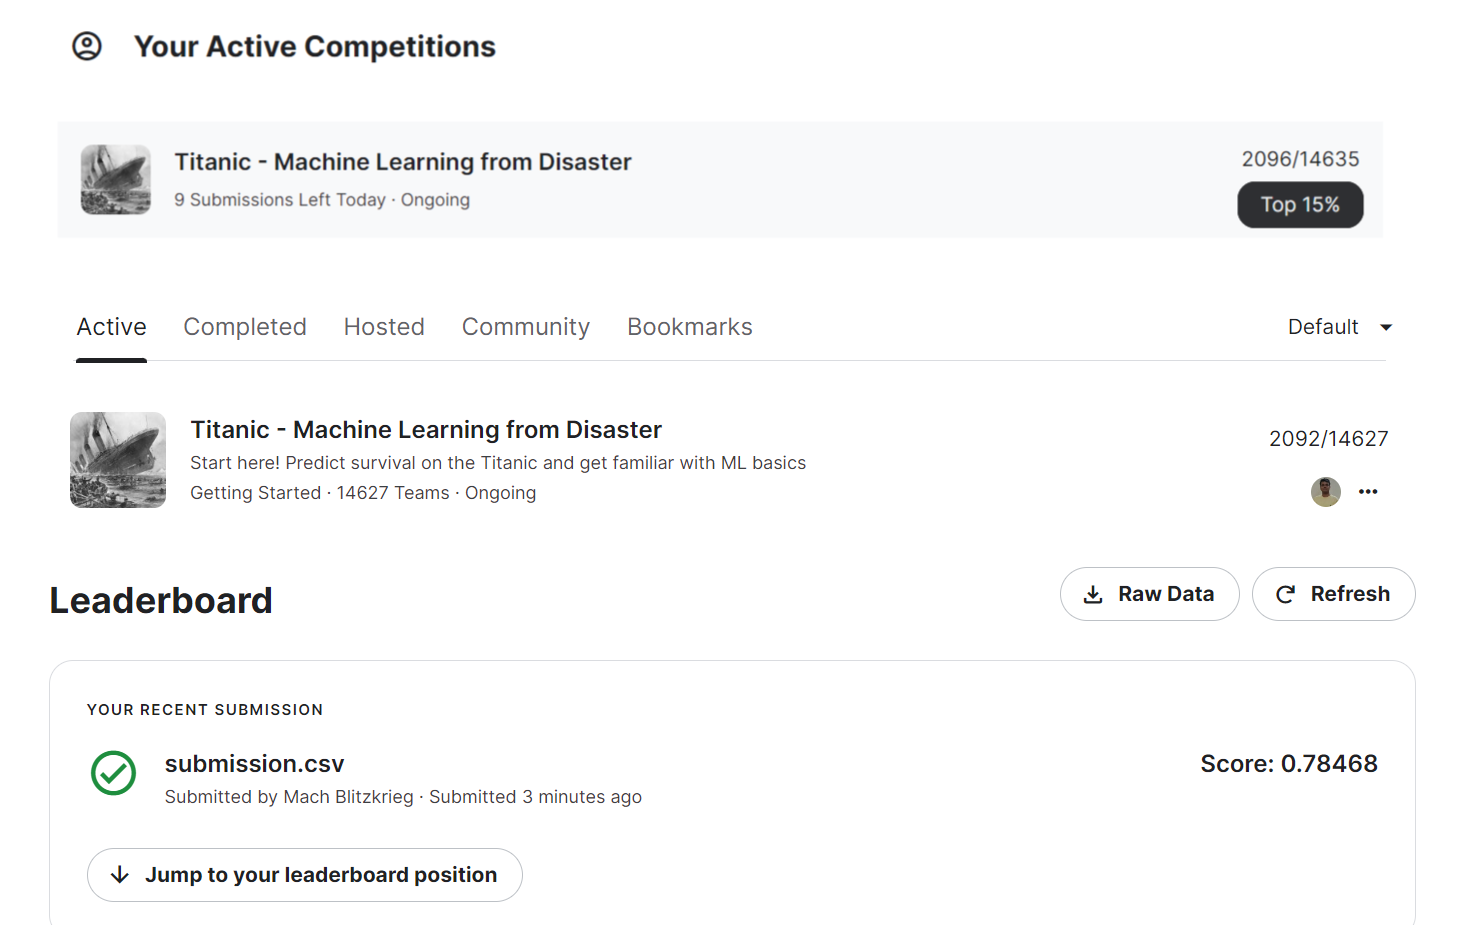 Your Active Competitions
Titanic - Machine Learning from Disaster
2096/14635
9 Submissions Left Today · Ongoing
Top 15%
Active Completed Hosted Community Bookmarks Default
Titanic - Machine Learning from Disaster
2092/14627
Start here! Predict survival on the Titanic and get familiar with ML basics
Getting Started · 14627 Teams · Ongoing
Leaderboard
Raw Data
Refresh
YOUR RECENT SUBMISSION
submission.csv
Score: 0.78468
Submitted by Mach Blitzkrieg · Submitted 3 minutes ago
Jump to your leaderboard position